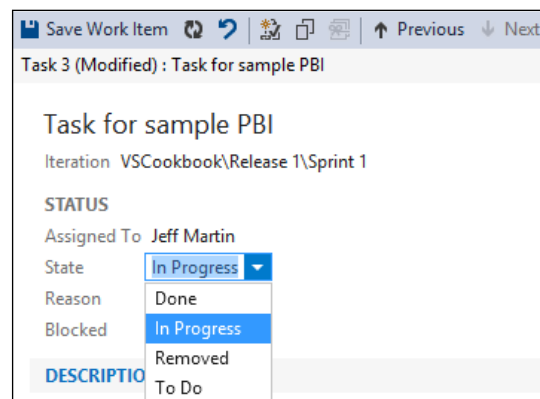 Save Work Item Previous Next
Task 3 (Modified) : Task for sample PBI
Task for sample PBI
Iteration VSCookbook\Release 1\Sprint 1
STATUS
Assigned To Jeff Martin
State In Progress
Reason Done
Blocked In Progress
Removed
DESCRIPTIO
To Do